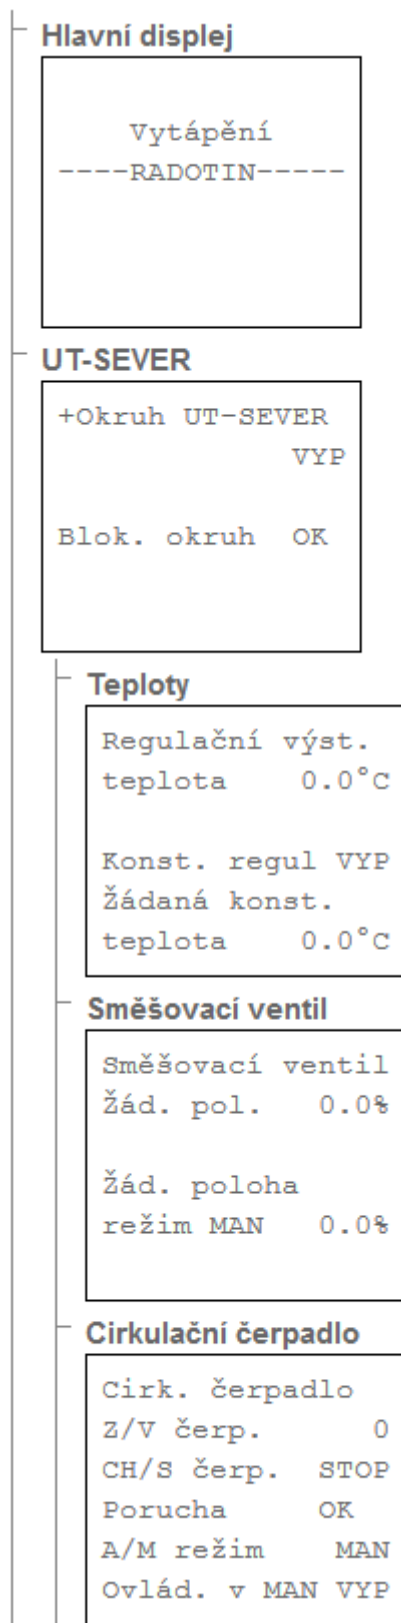 Hlavní displej
Vytápění
----RADOTIN-----
UT-SEVER
+Okruh UT-SEVER
VYP
Blok. okruh OK
Teploty
Regulační výst.
teplota 0.0°C
Konst. regul VYP
Žádaná konst.
teplota 0.0°C
Směšovací ventil
Směšovací ventil
Žád. pol. 0.0%
Žád. poloha
režim MAN 0.0%
Cirkulační čerpadlo
Cirk. čerpadlo
Z/V čerp. 0
CH/S čerp. STOP
Porucha OK
A/M režim MAN
Ovlád. v MAN VYP